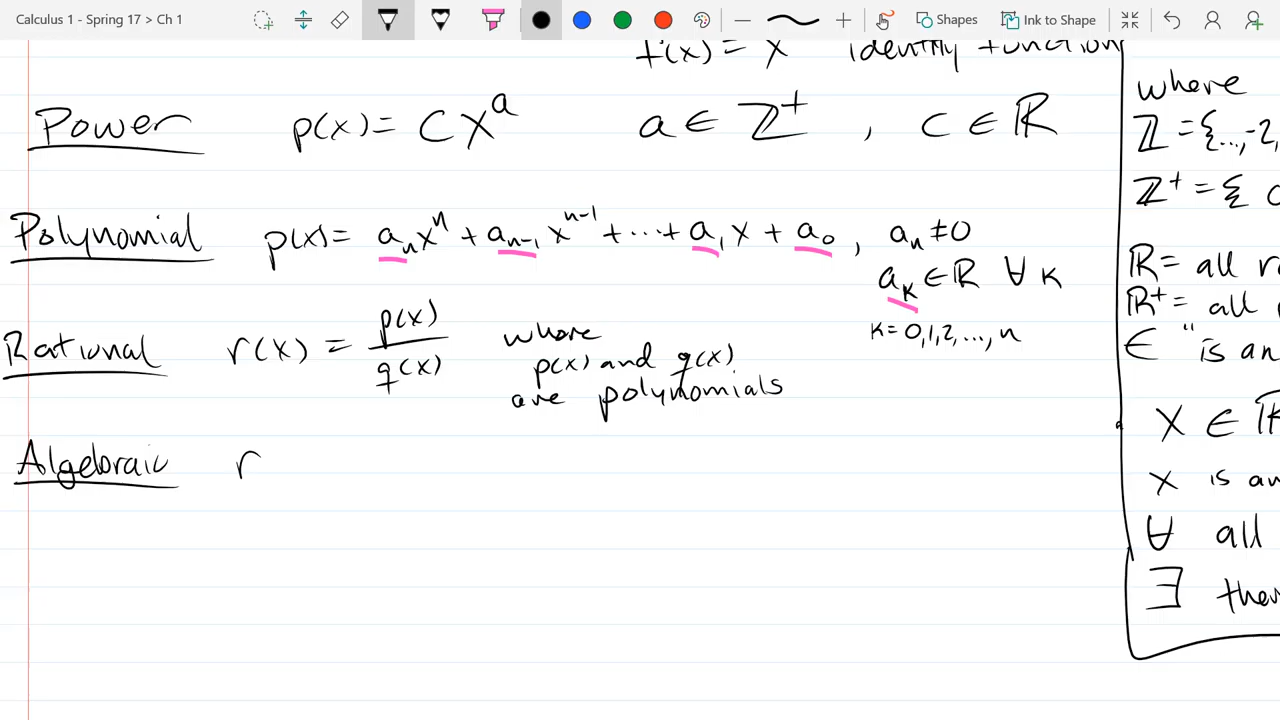 Calculus 1 - Spring 17 > Ch 1
Shapes
Ink to Shape
f(x) = x identity function
Power p(x) = Cx^a a ∈ ℤ^+ , C ∈ ℝ
Polynomial p(x) = a_n x^n + a_{n-1} x^{n-1} + ... + a_1 x + a_0 , a_n ≠ 0
a_k ∈ ℝ ∀ k
k = 0, 1, 2, ..., n
Rational r(x) = p(x)/q(x) where
p(x) and q(x)
are polynomials
Algebraic r
where
ℤ = {..., -2,
ℤ^+ = {
ℝ = all
ℝ^+ = all
∈ "is an
x ∈ ℝ
x is an
∀ all
∃